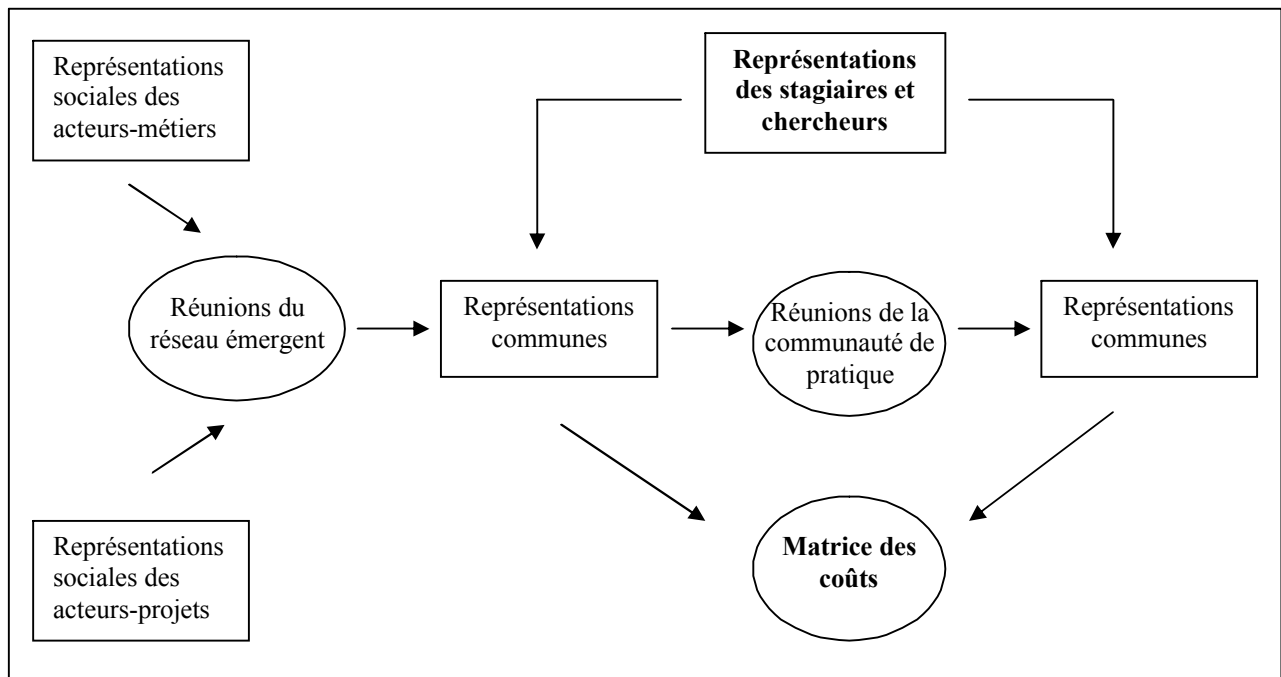 Représentations
sociales des
acteurs-métiers
Représentations
des stagiaires et
chercheurs
Réunions du
réseau émergent
Représentations
communes
Réunions de la
communauté de
pratique
Représentations
communes
Représentations
sociales des
acteurs-projets
Matrice des
coûts